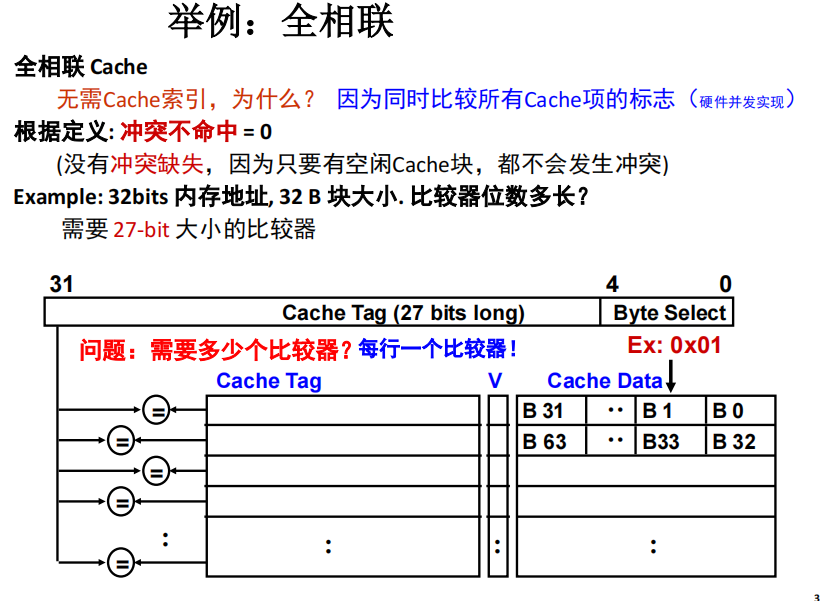 举例：全相联
全相联 Cache
无需Cache索引，为什么？ 因为同时比较所有Cache项的标志（硬件并发实现）
根据定义: 冲突不命中 = 0
(没有冲突缺失，因为只要有空闲Cache块，都不会发生冲突)
Example: 32bits 内存地址, 32 B 块大小. 比较器位数多长？
需要 27-bit 大小的比较器
31 4 0
Cache Tag (27 bits long) Byte Select
问题：需要多少个比较器？每行一个比较器！ Ex: 0x01
Cache Tag V Cache Data
= B 31 ·· B 1 B 0
= B 63 ·· B33 B 32
=
=
: : : :
=
3